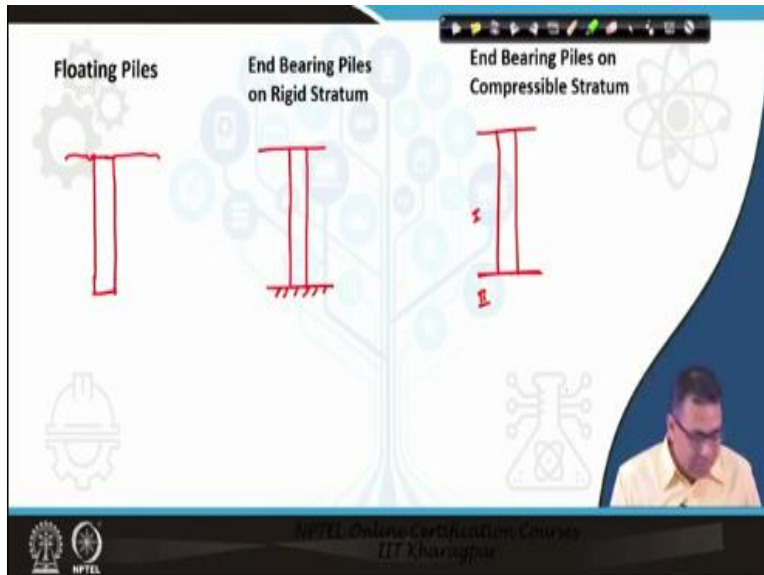 Floating Piles
End Bearing Piles
on Rigid Stratum
End Bearing Piles on
Compressible Stratum
I
II
NPTEL Online Certification Courses
IIT Kharagpur
NPTEL